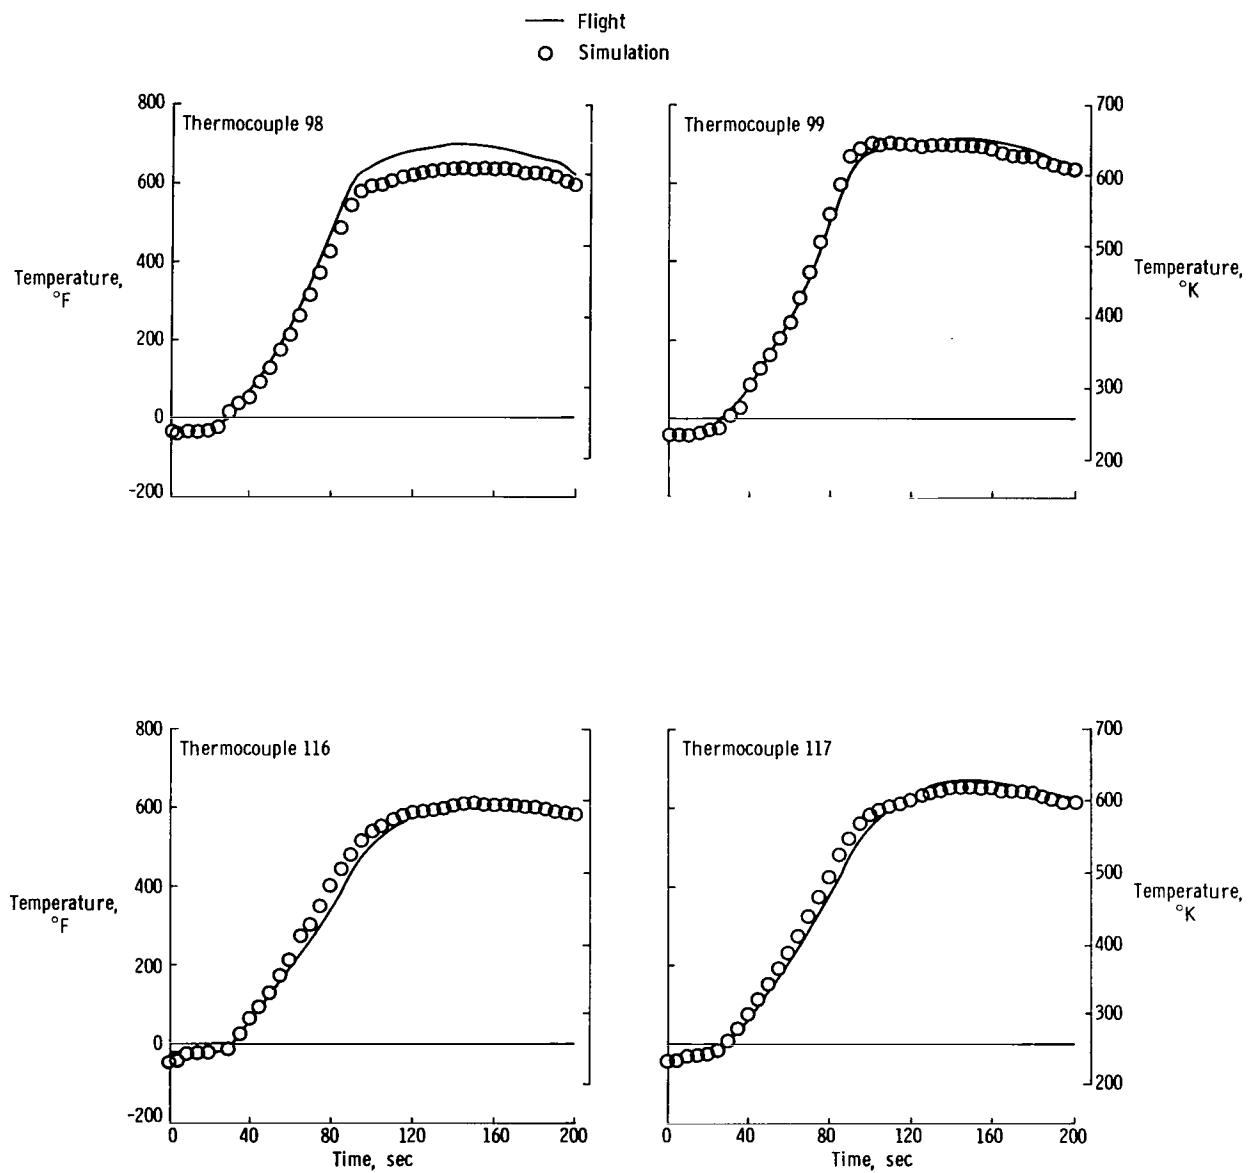 Flight
Simulation
800
Thermocouple 98
600
400
Temperature,
°F
200
0
-200
Thermocouple 99
700
600
500
Temperature,
°K
400
300
200
800
Thermocouple 116
600
400
Temperature,
°F
200
0
-200
0 40 80 120 160 200
Time, sec
Thermocouple 117
700
600
500
Temperature,
°K
400
300
200
0 40 80 120 160 200
Time, sec